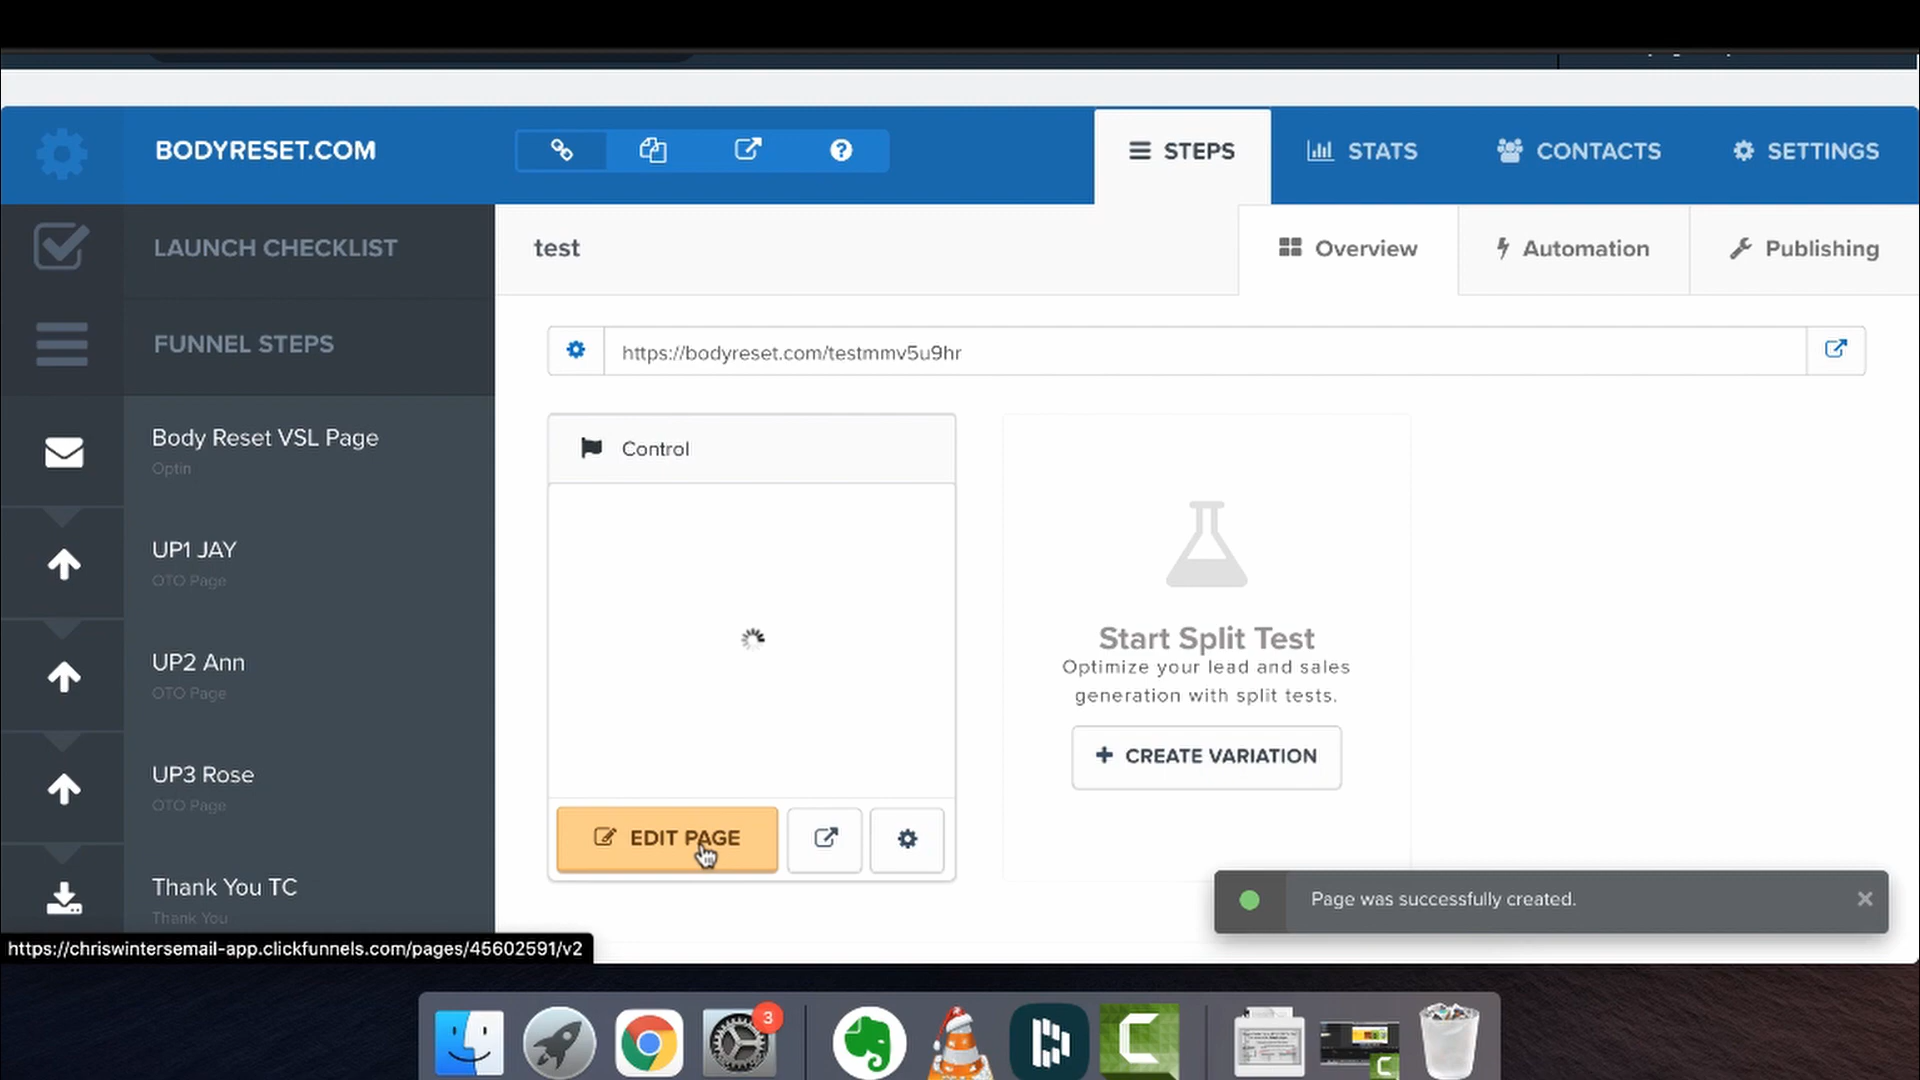 BODYRESET.COM
STEPS
STATS
CONTACTS
SETTINGS
LAUNCH CHECKLIST
test
Overview
Automation
Publishing
FUNNEL STEPS
https://bodyreset.com/testmmv5u9hr
Body Reset VSL Page
Optin
Control
UP1 JAY
OTO Page
UP2 Ann
OTO Page
Start Split Test
Optimize your lead and sales
generation with split tests.
CREATE VARIATION
UP3 Rose
OTO Page
EDIT PAGE
Thank You TC
Thank You
Page was successfully created.
https://chriswintersemail-app.clickfunnels.com/pages/45602591/v2
3